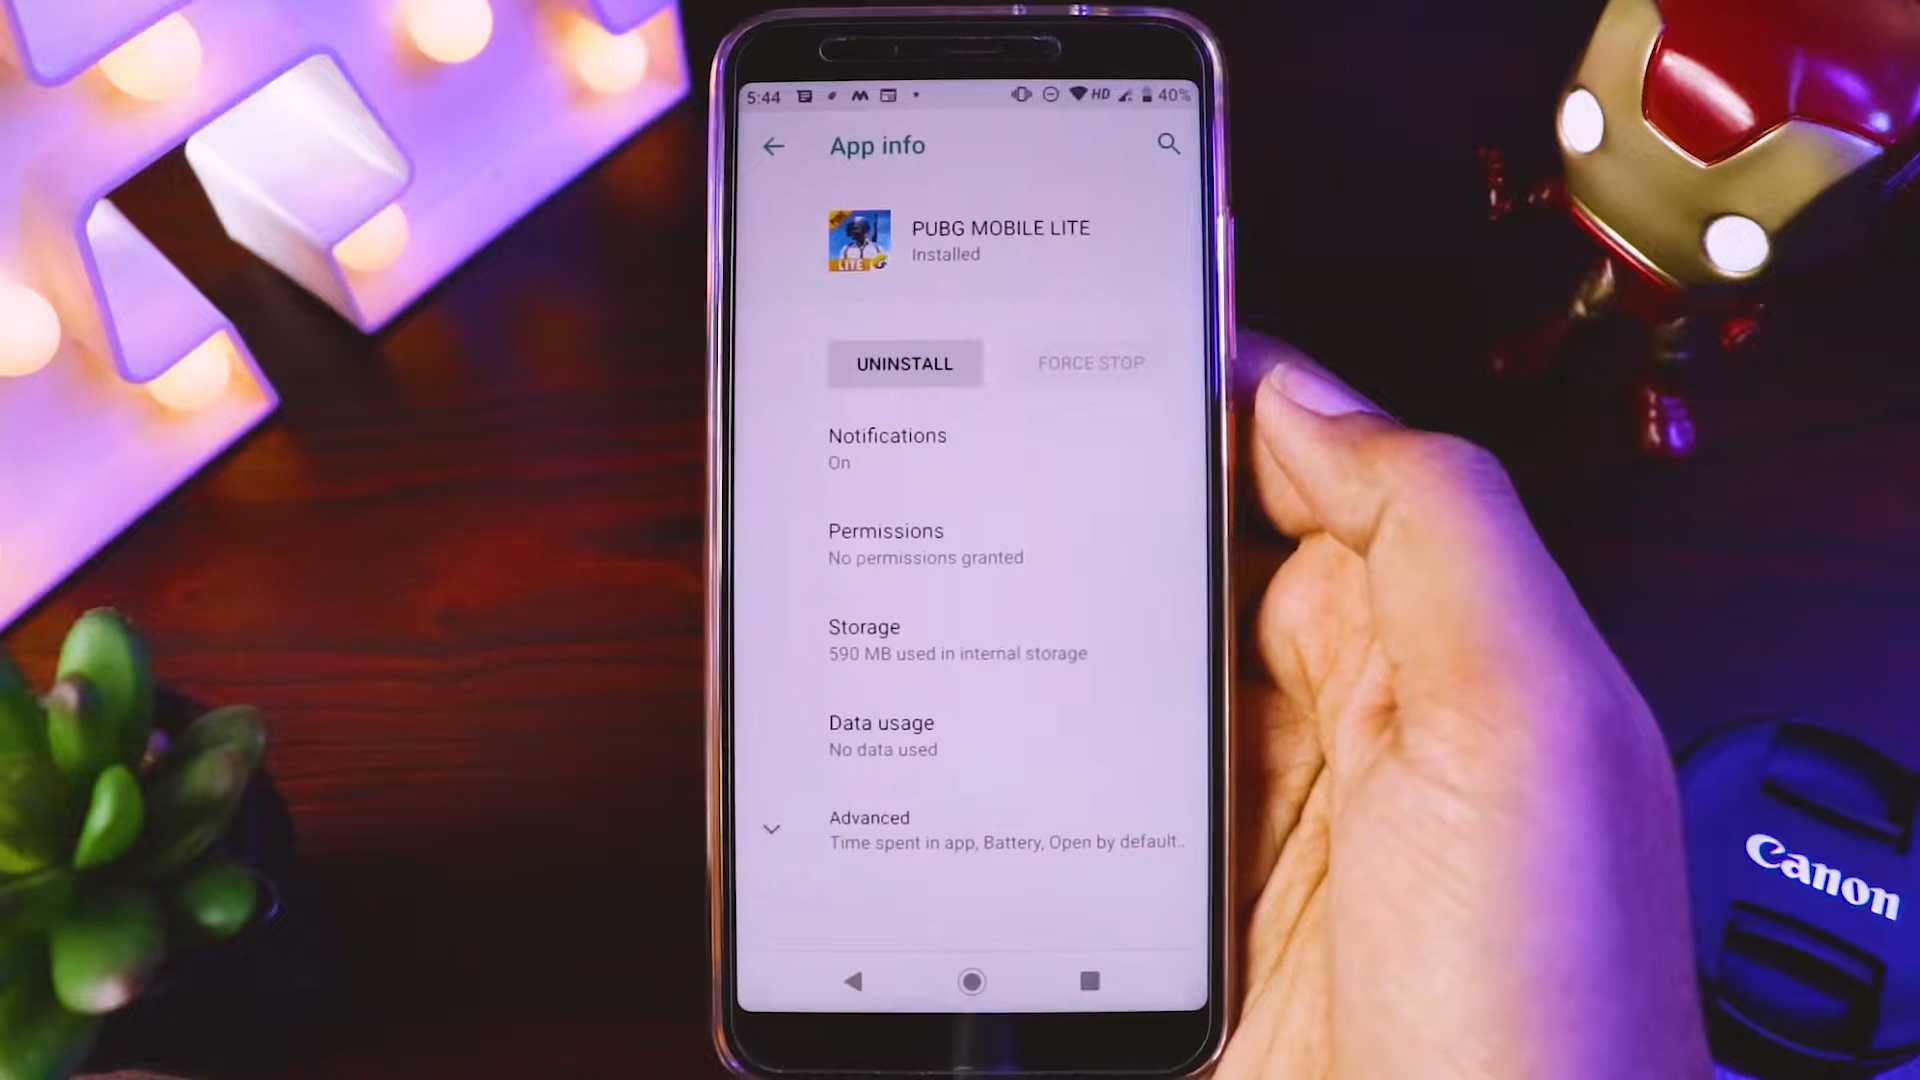 5:44 HD 40%
App info
PUBG MOBILE LITE
Installed
LITE
UNINSTALL
FORCE STOP
Notifications
On
Permissions
No permissions granted
Storage
590 MB used in internal storage
Data usage
No data used
Advanced
Time spent in app, Battery, Open by default..
Canon